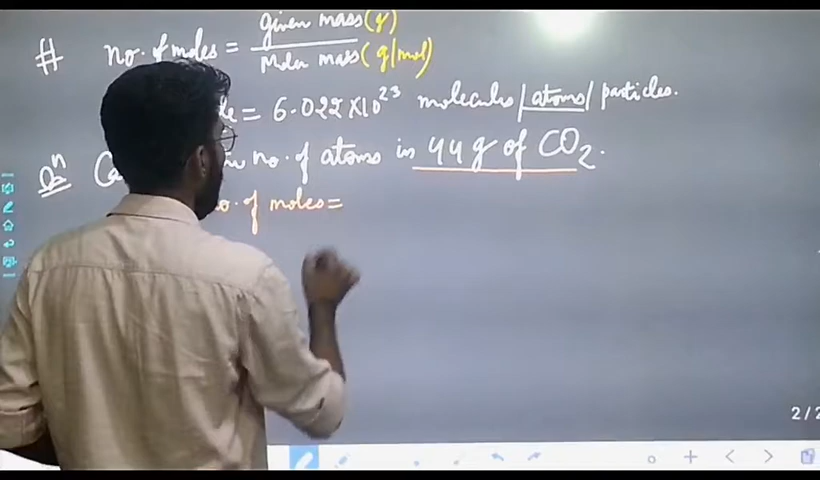 # no. of moles = given mass (g) / Molar mass (g/mol)
= 6.022 × 10^23 molecules / atoms / particles.
Qn no. of atoms in 44 g of CO2.
no. of moles =
2/2